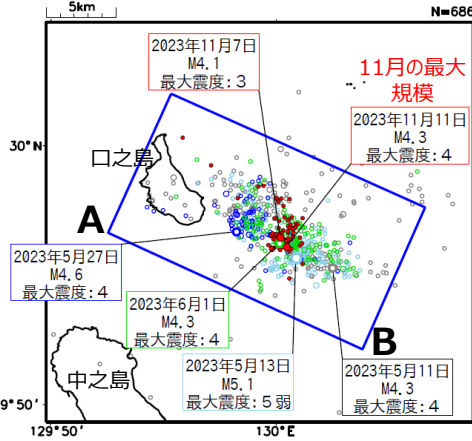 5km
N=686
2023年11月7日
M4.1
最大震度:3
11月の最大
規模
2023年11月11日
M4.3
最大震度:4
30°N
口之島
A
2023年5月27日
M4.6
最大震度:4
2023年6月1日
M4.3
最大震度:4
B
中之島
2023年5月13日
M5.1
最大震度:5弱
2023年5月11日
M4.3
最大震度:4
9°50'
129°50'
130°E